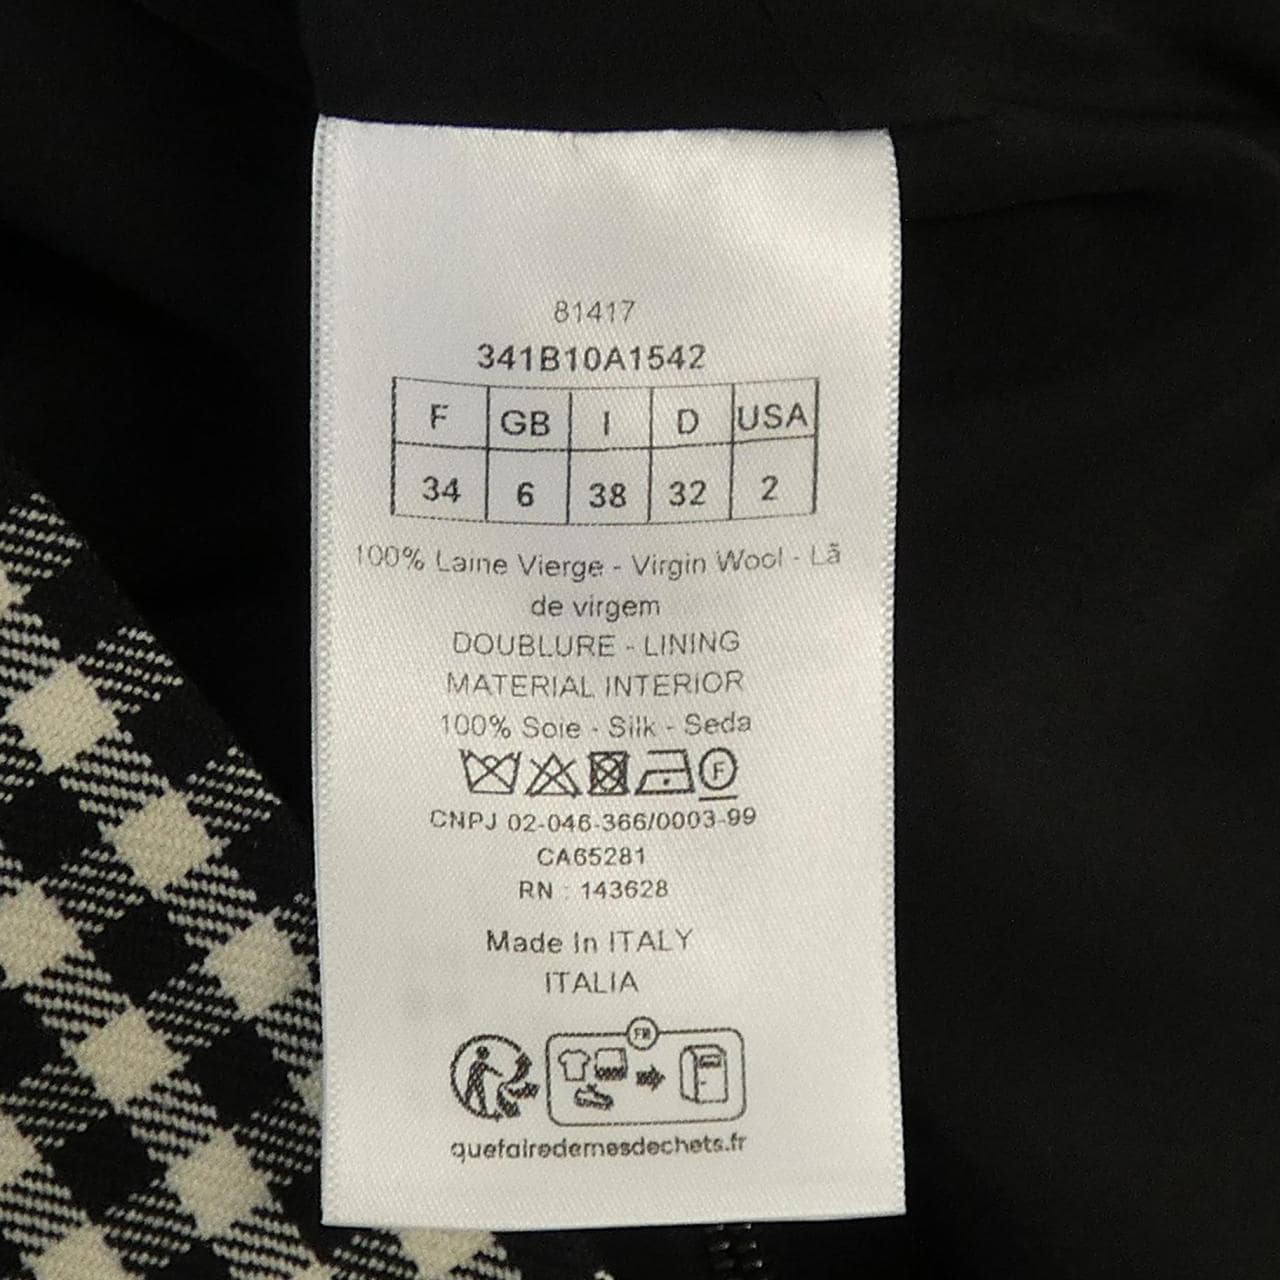 81417
341B10A1542
F GB I D USA
34 6 38 32 2
100% Laine Vierge - Virgin Wool - Lã
de virgem
DOUBLURE - LINING
MATERIAL INTERIOR
100% Soie - Silk - Seda
F
CNPJ 02-046-366/0003-99
CA65281
RN : 143628
Made In ITALY
ITALIA
FR
quefairedemesdechets.fr